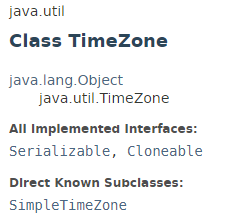 java.util
Class TimeZone
java.lang.Object
java.util.TimeZone
All Implemented Interfaces:
Serializable, Cloneable
Direct Known Subclasses:
SimpleTimeZone